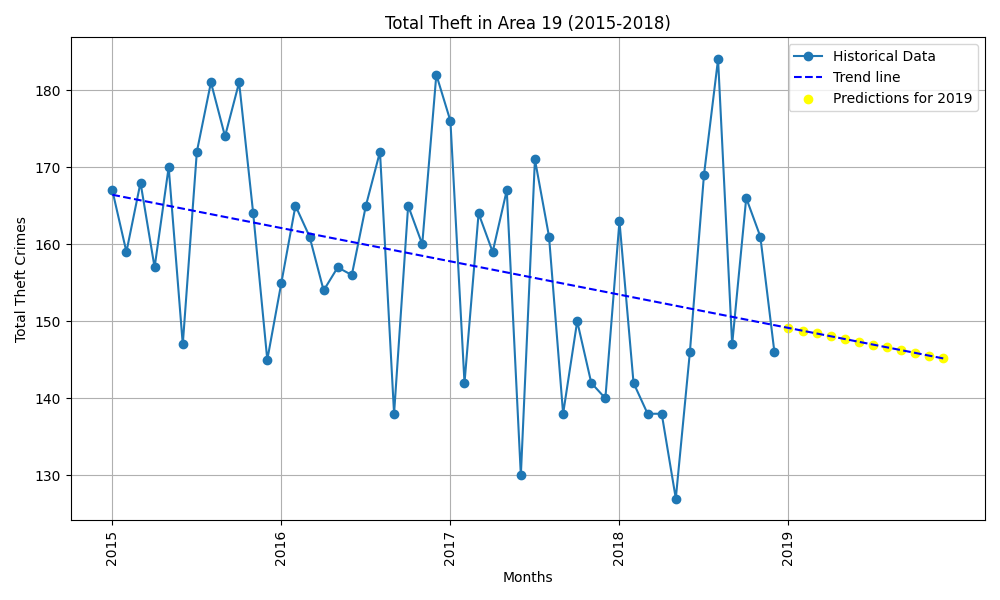 Total Theft in Area 19 (2015-2018)
Historical Data
Trend line
Predictions for 2019
Total Theft Crimes
180
170
160
150
140
130
2015
2016
2017
2018
2019
Months